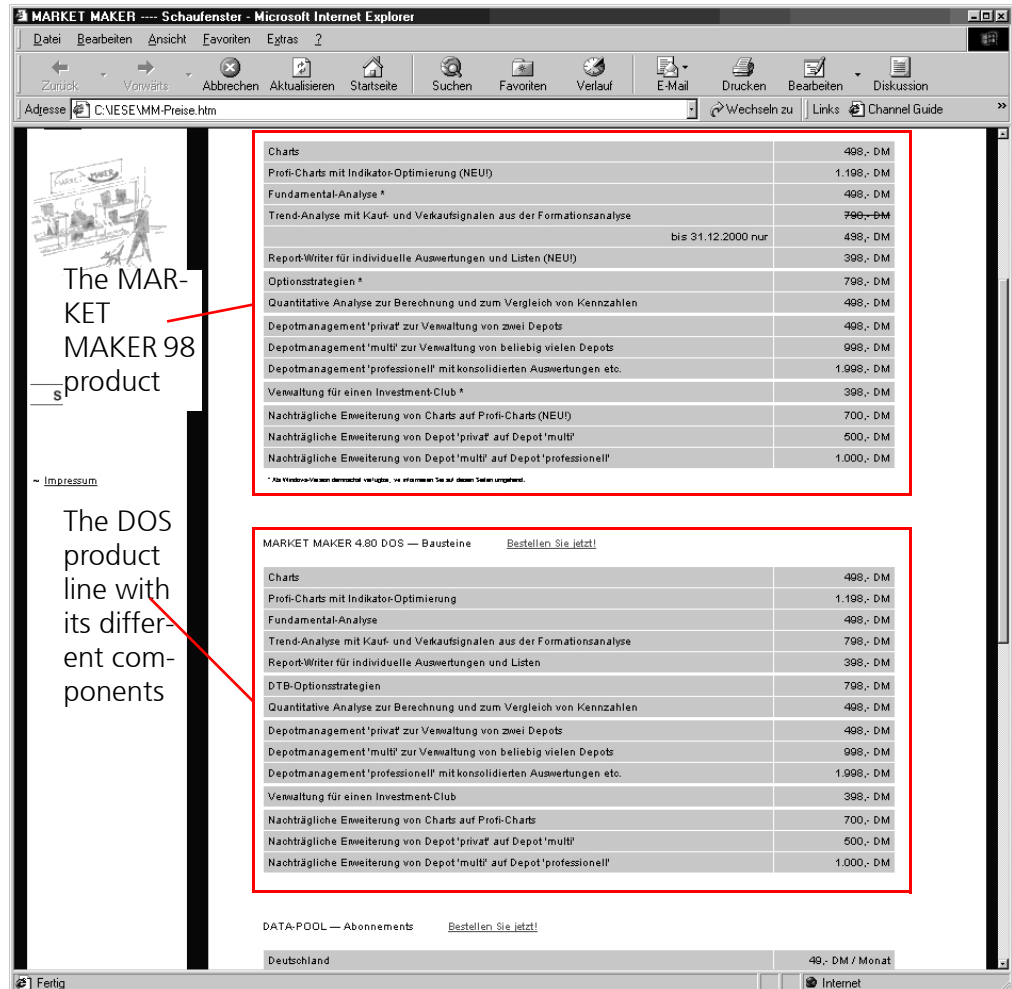 MARKET MAKER ---- Schaufenster - Microsoft Internet Explorer
Datei Bearbeiten Ansicht Favoriten Extras ?
Zurück Vorwärts Abbrechen Aktualisieren Startseite Suchen Favoriten Verlauf E-Mail Drucken Bearbeiten Diskussion
Adresse C:\IESE\MM-Preise.htm Wechseln zu Links Channel Guide »
MARKET MAKER
The MAR-
KET
MAKER 98
product
s
~ Impressum
The DOS
product
line with
its differ-
ent com-
ponents
Charts 498,- DM
Profi-Charts mit Indikator-Optimierung (NEU!) 1.198,- DM
Fundamental-Analyse * 498,- DM
Trend-Analyse mit Kauf- und Verkaufsignalen aus der Formationsanalyse 798,- DM
bis 31.12.2000 nur 498,- DM
Report-Writer für individuelle Auswertungen und Listen (NEU!) 398,- DM
Optionsstrategien * 798,- DM
Quantitative Analyse zur Berechnung und zum Vergleich von Kennzahlen 498,- DM
Depotmanagement 'privat' zur Verwaltung von zwei Depots 498,- DM
Depotmanagement 'multi' zur Verwaltung von beliebig vielen Depots 998,- DM
Depotmanagement 'professionell' mit konsolidierten Auswertungen etc. 1.998,- DM
Verwaltung für einen Investment-Club * 398,- DM
Nachträgliche Erweiterung von Charts auf Profi-Charts (NEU!) 700,- DM
Nachträgliche Erweiterung von Depot 'privat' auf Depot 'multi' 500,- DM
Nachträgliche Erweiterung von Depot 'multi' auf Depot 'professionell' 1.000,- DM
* Als Windows-Version demnächst verfügbar, wir informieren Sie auf diesen Seiten umgehend.
MARKET MAKER 4.80 DOS — Bausteine Bestellen Sie jetzt!
Charts 498,- DM
Profi-Charts mit Indikator-Optimierung 1.198,- DM
Fundamental-Analyse 498,- DM
Trend-Analyse mit Kauf- und Verkaufsignalen aus der Formationsanalyse 798,- DM
Report-Writer für individuelle Auswertungen und Listen 398,- DM
DTB-Optionsstrategien 798,- DM
Quantitative Analyse zur Berechnung und zum Vergleich von Kennzahlen 498,- DM
Depotmanagement 'privat' zur Verwaltung von zwei Depots 498,- DM
Depotmanagement 'multi' zur Verwaltung von beliebig vielen Depots 998,- DM
Depotmanagement 'professionell' mit konsolidierten Auswertungen etc. 1.998,- DM
Verwaltung für einen Investment-Club 398,- DM
Nachträgliche Erweiterung von Charts auf Profi-Charts 700,- DM
Nachträgliche Erweiterung von Depot 'privat' auf Depot 'multi' 500,- DM
Nachträgliche Erweiterung von Depot 'multi' auf Depot 'professionell' 1.000,- DM
DATA-POOL — Abonnements Bestellen Sie jetzt!
Deutschland 49,- DM / Monat
Fertig Internet